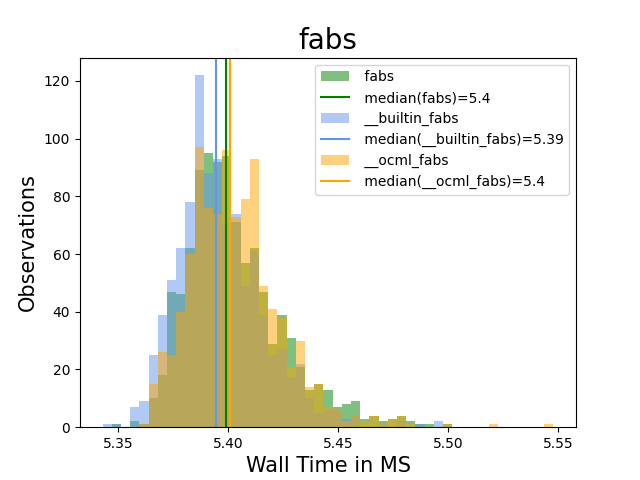 fabs
Observations
120
100
80
60
40
20
0
fabs
median(fabs)=5.4
__builtin_fabs
median(__builtin_fabs)=5.39
__ocml_fabs
median(__ocml_fabs)=5.4
5.35 5.40 5.45 5.50 5.55
Wall Time in MS